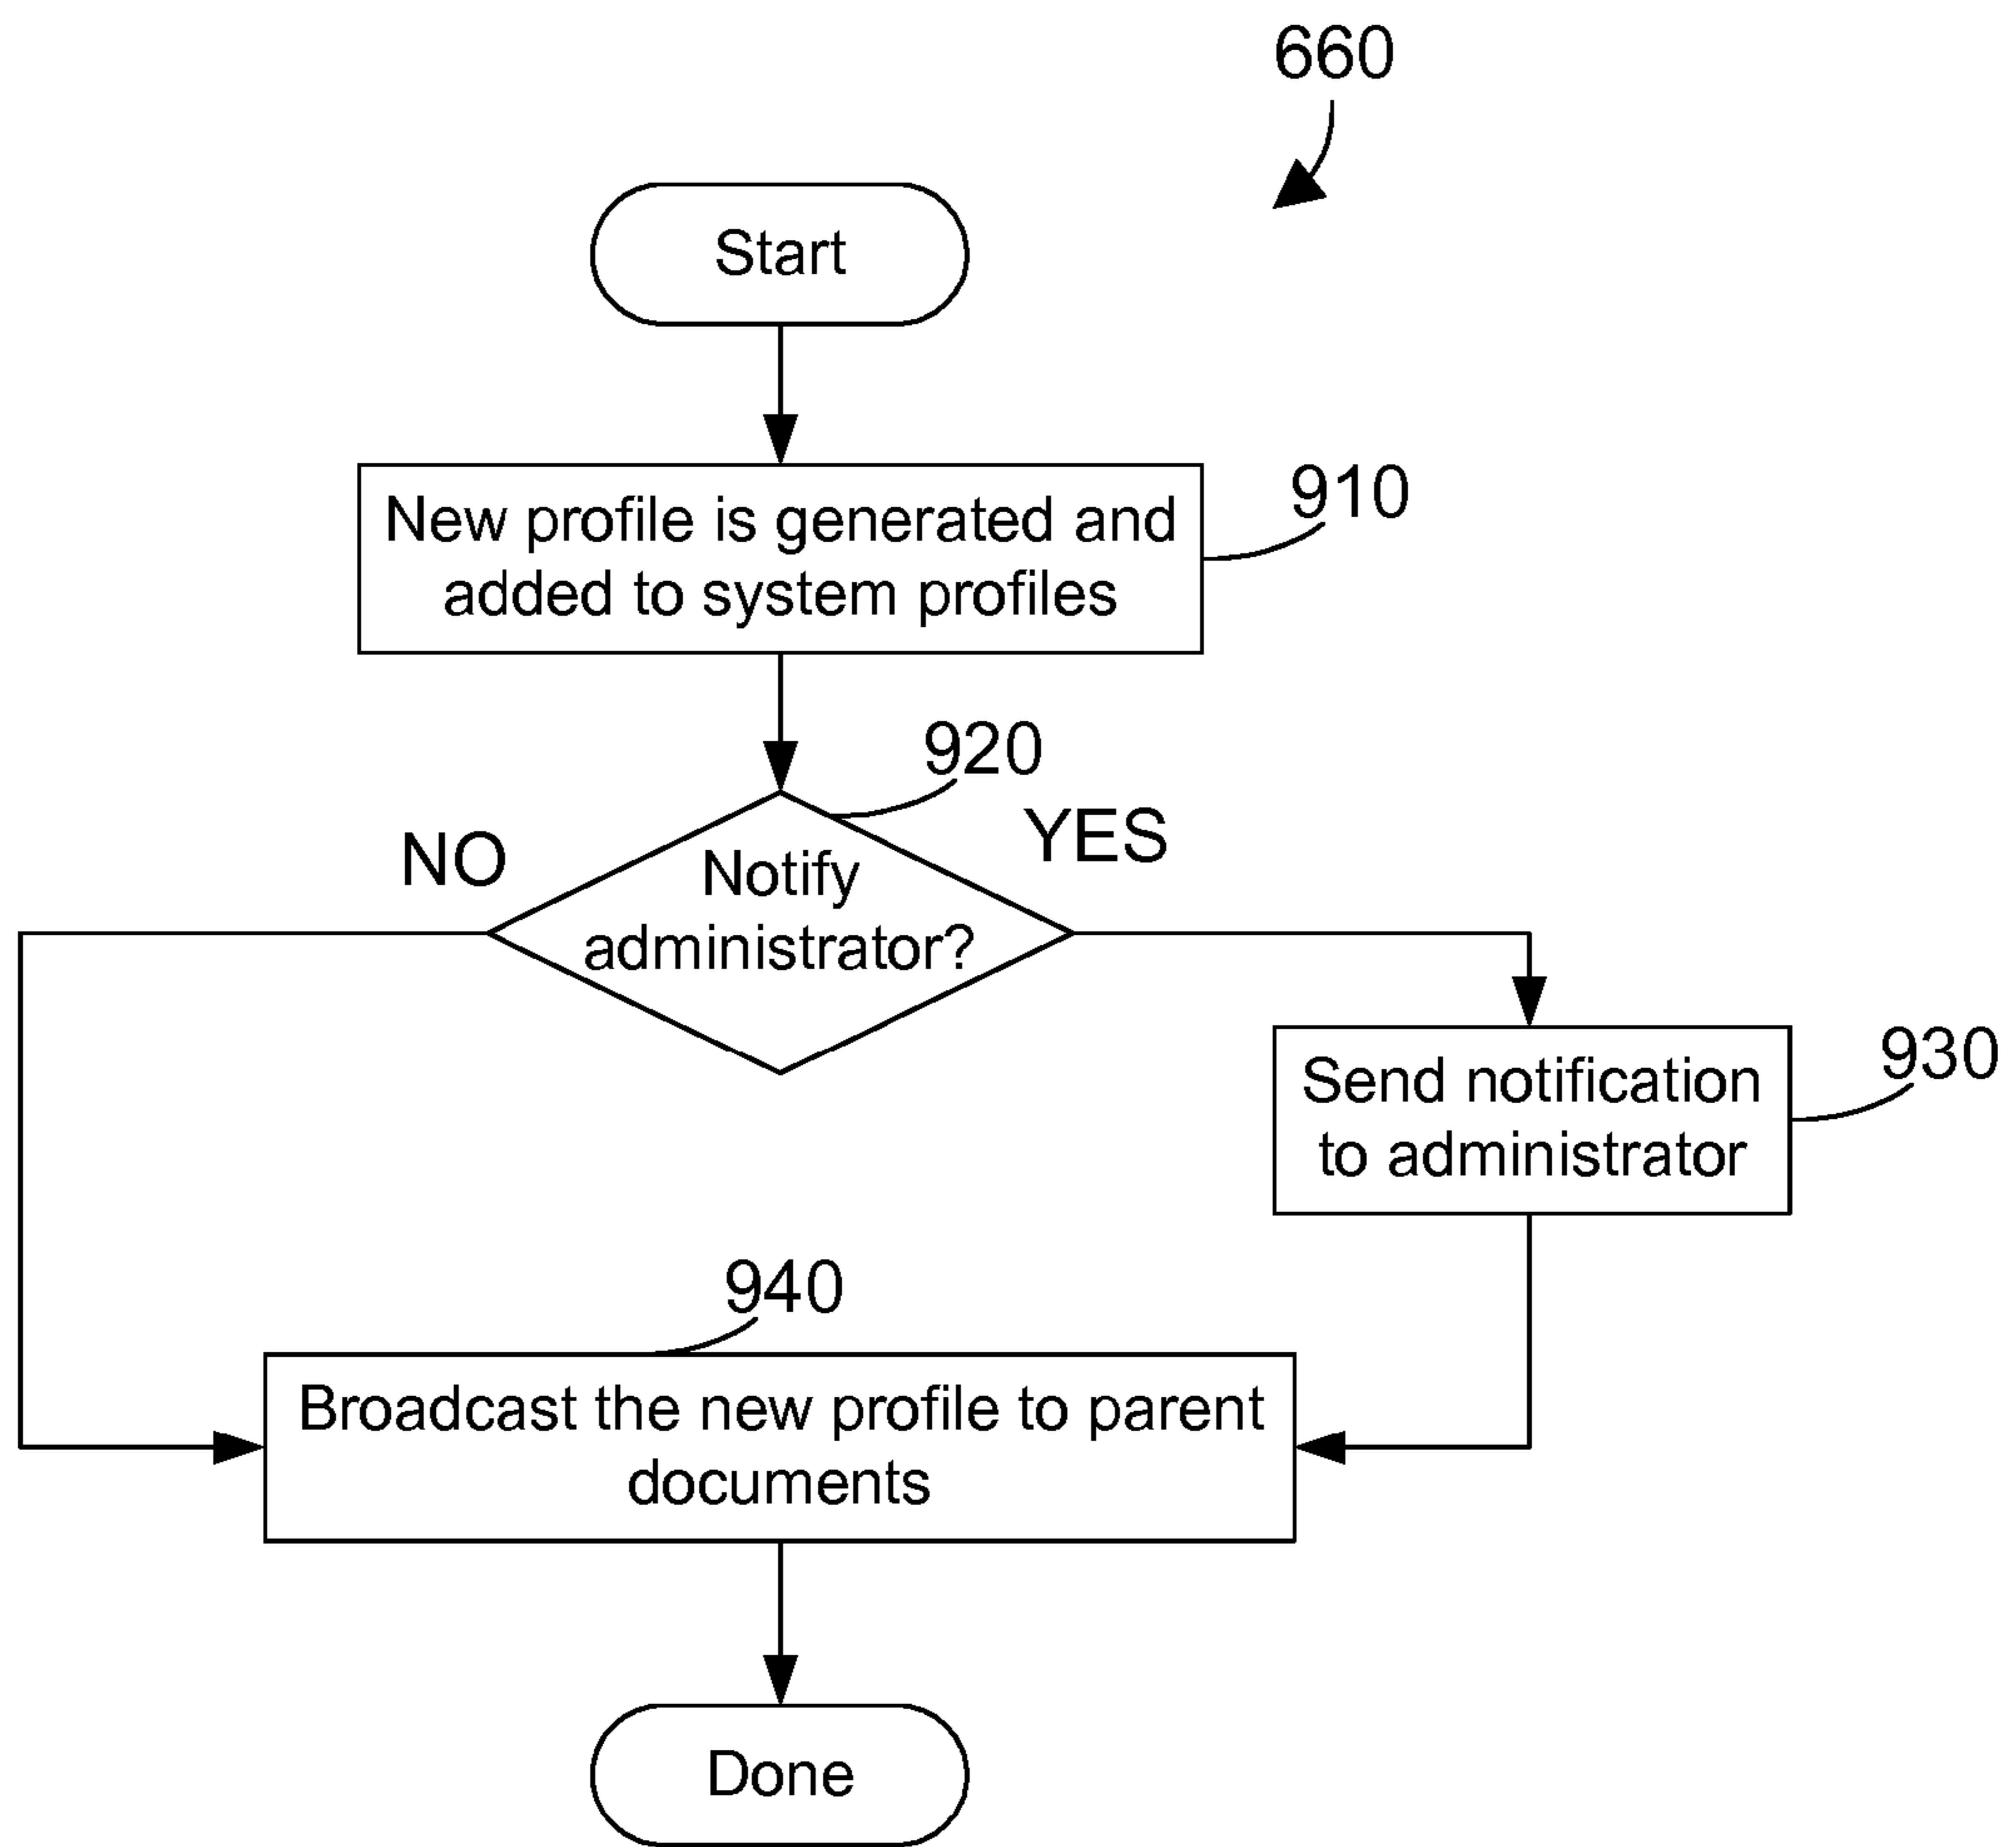 660
Start
New profile is generated and
added to system profiles
910
920
NO
YES
Notify
administrator?
Send notification
to administrator
930
940
Broadcast the new profile to parent
documents
Done